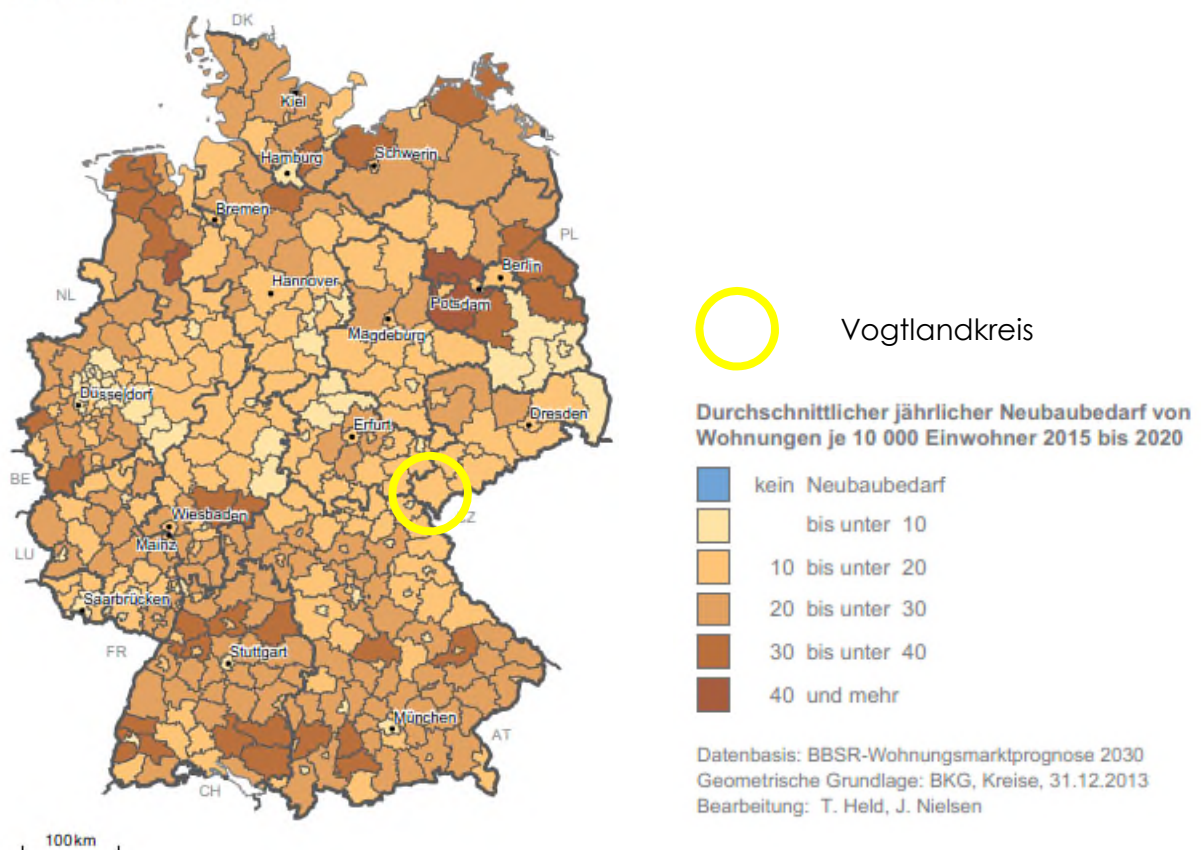 DK
Kiel
Hamburg
Schwerin
Bremen
PL
Berlin
Hannover
NL
Potsdam
Magdeburg
Düsseldorf
Dresden
Erfurt
BE
CZ
Wiesbaden
Mainz
LU
Saarbrücken
FR
Stuttgart
München
AT
CH
100km
Vogtlandkreis
Durchschnittlicher jährlicher Neubaubedarf von
Wohnungen je 10 000 Einwohner 2015 bis 2020
kein Neubaubedarf
bis unter 10
10 bis unter 20
20 bis unter 30
30 bis unter 40
40 und mehr
Datenbasis: BBSR-Wohnungsmarktprognose 2030
Geometrische Grundlage: BKG, Kreise, 31.12.2013
Bearbeitung: T. Held, J. Nielsen